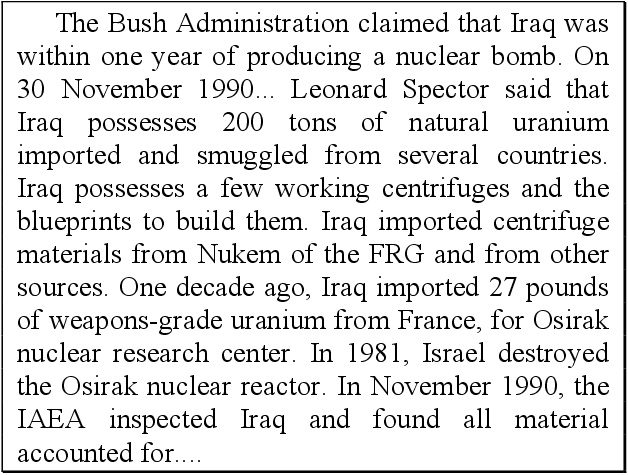 The Bush Administration claimed that Iraq was
within one year of producing a nuclear bomb. On
30 November 1990... Leonard Spector said that
Iraq possesses 200 tons of natural uranium
imported and smuggled from several countries.
Iraq possesses a few working centrifuges and the
blueprints to build them. Iraq imported centrifuge
materials from Nukem of the FRG and from other
sources. One decade ago, Iraq imported 27 pounds
of weapons-grade uranium from France, for Osirak
nuclear research center. In 1981, Israel destroyed
the Osirak nuclear reactor. In November 1990, the
IAEA inspected Iraq and found all material
accounted for....